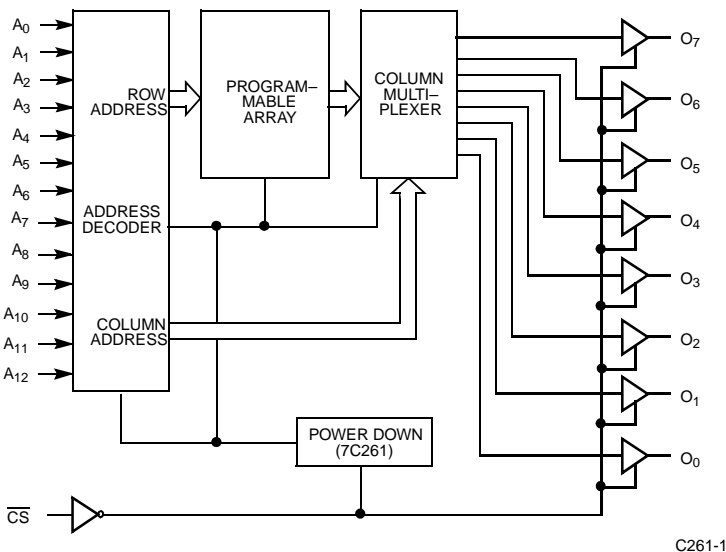 A0
A1
A2
A3
A4
A5
A6
A7
A8
A9
A10
A11
A12
ROW
ADDRESS
ADDRESS
DECODER
COLUMN
ADDRESS
PROGRAM–
MABLE
ARRAY
COLUMN
MULTI–
PLEXER
POWER DOWN
(7C261)
O7
O6
O5
O4
O3
O2
O1
O0
CS
C261-1